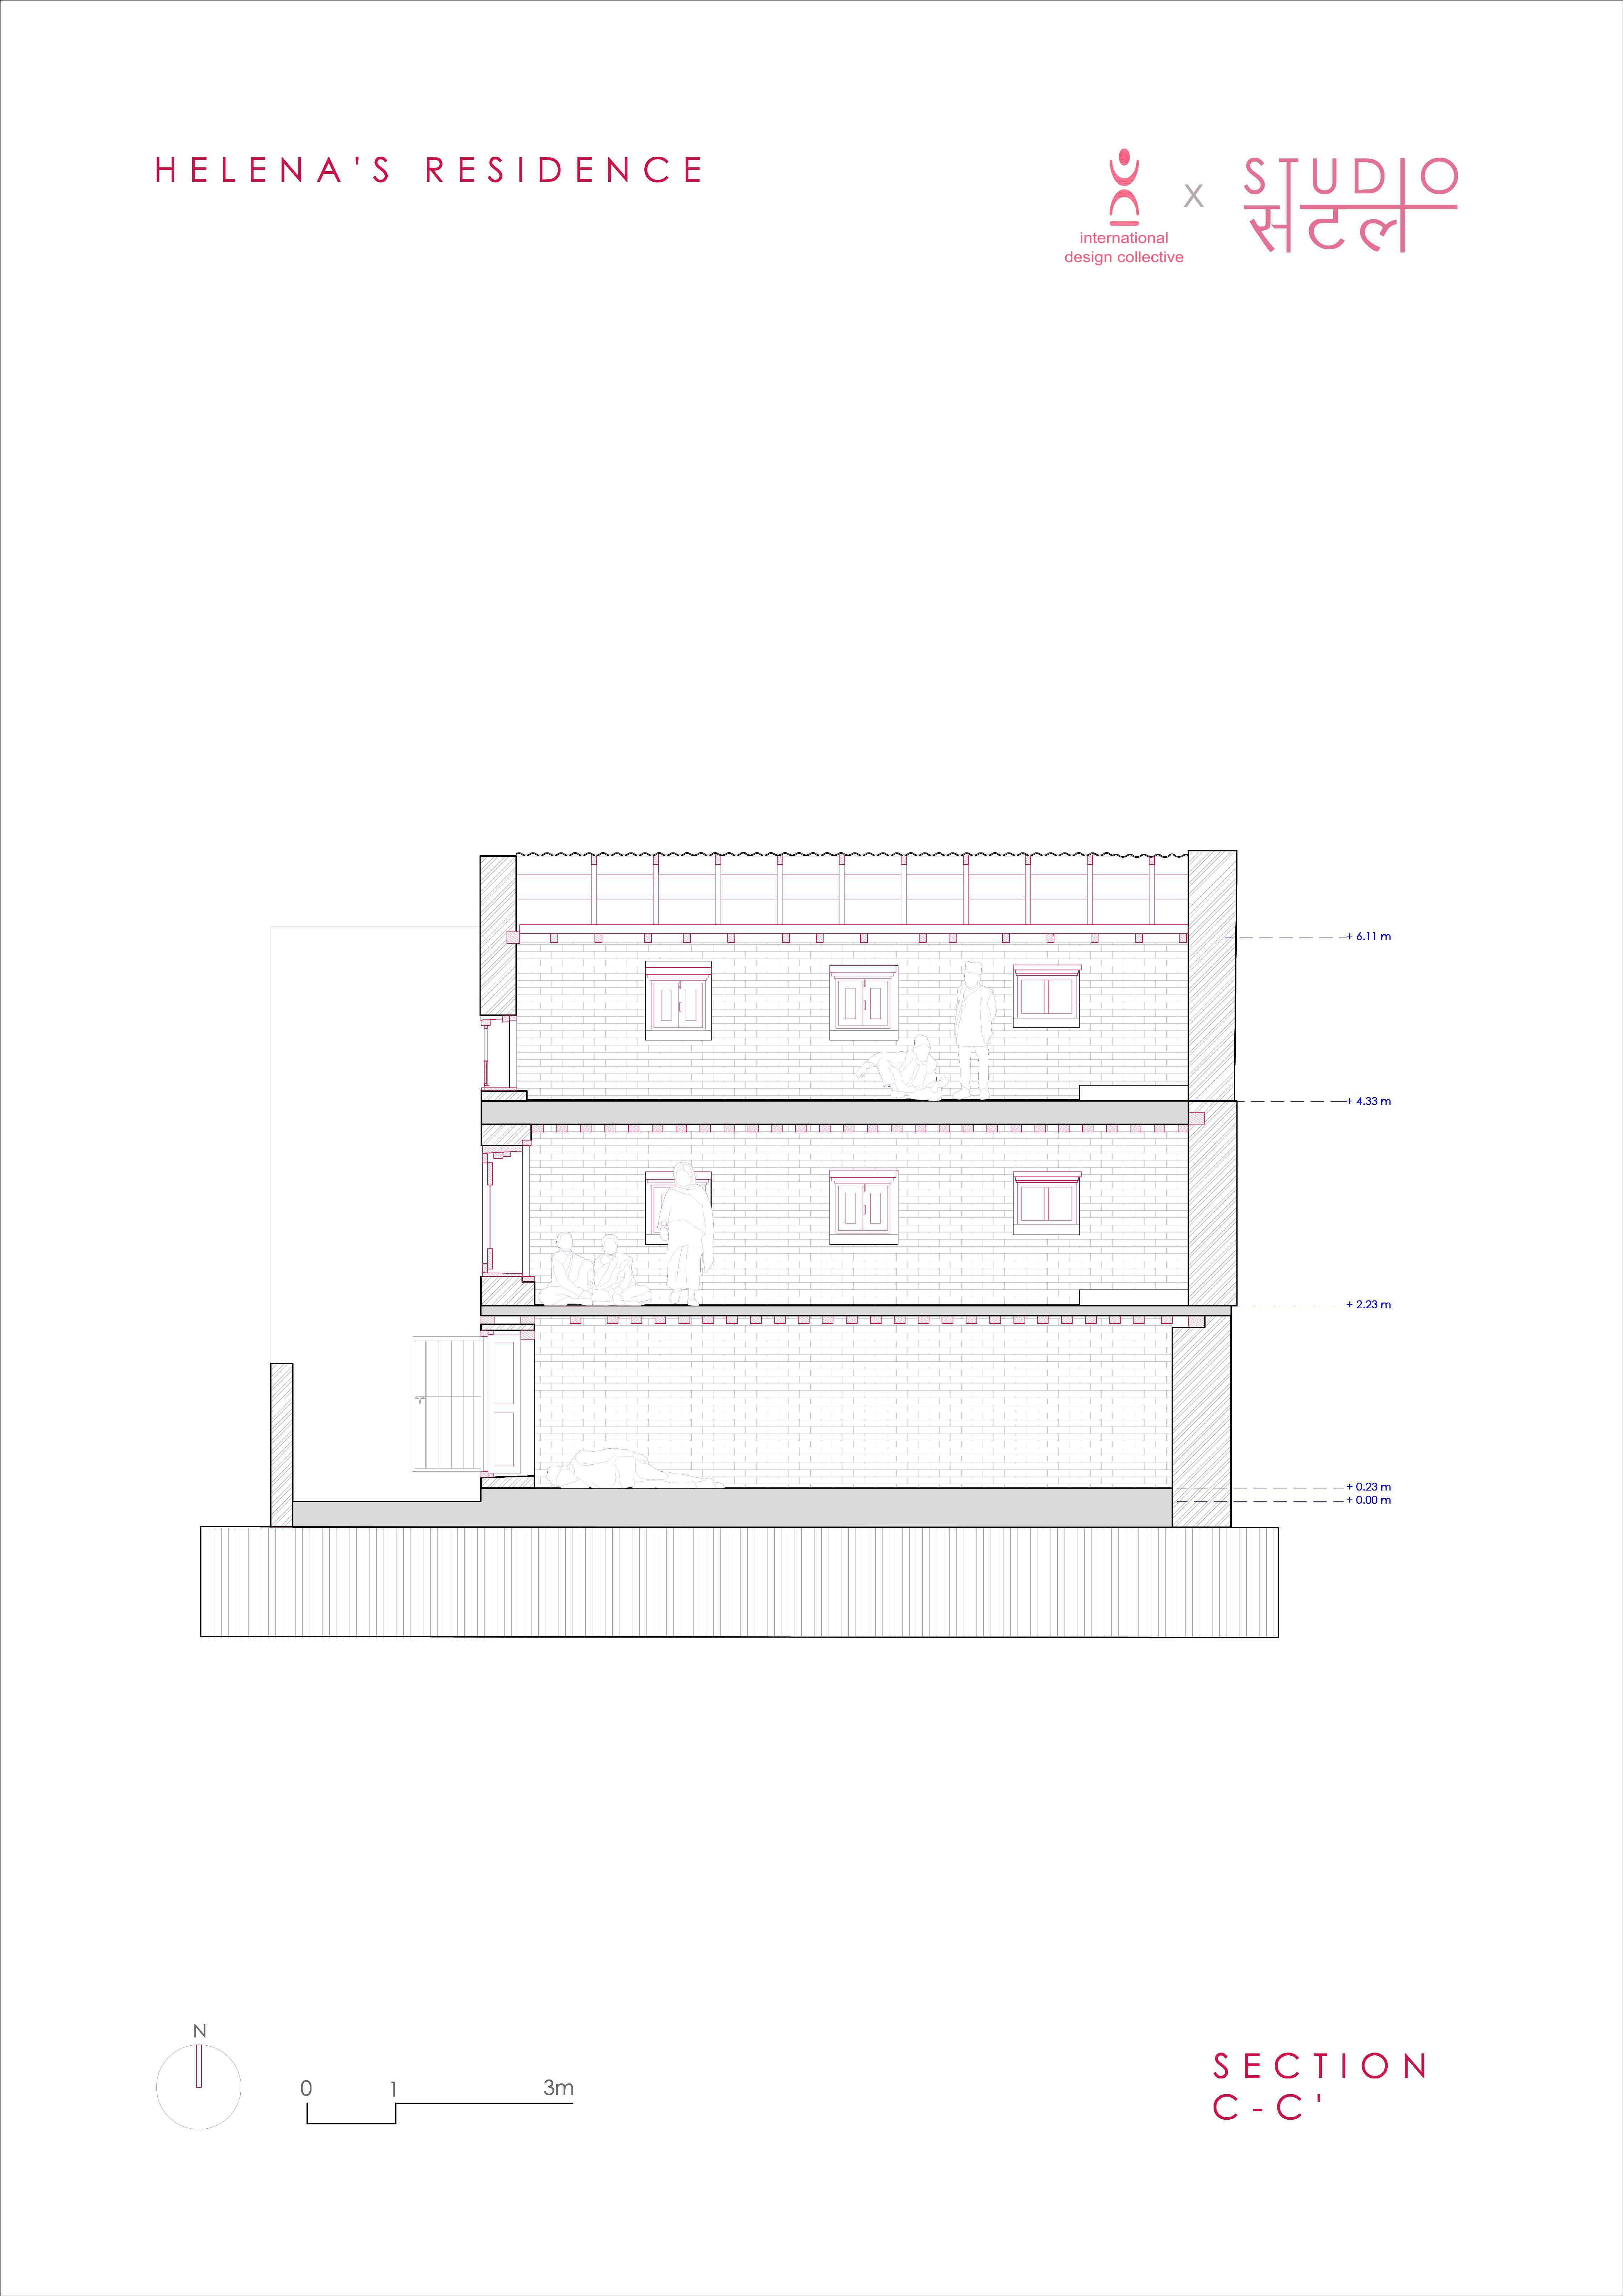 HELENA'S RESIDENCE
international
design collective
X
STUDIO
सटल
+ 6.11 m
+ 4.33 m
+ 2.23 m
+ 0.23 m
+ 0.00 m
N
0 1 3m
SECTION
C-C'